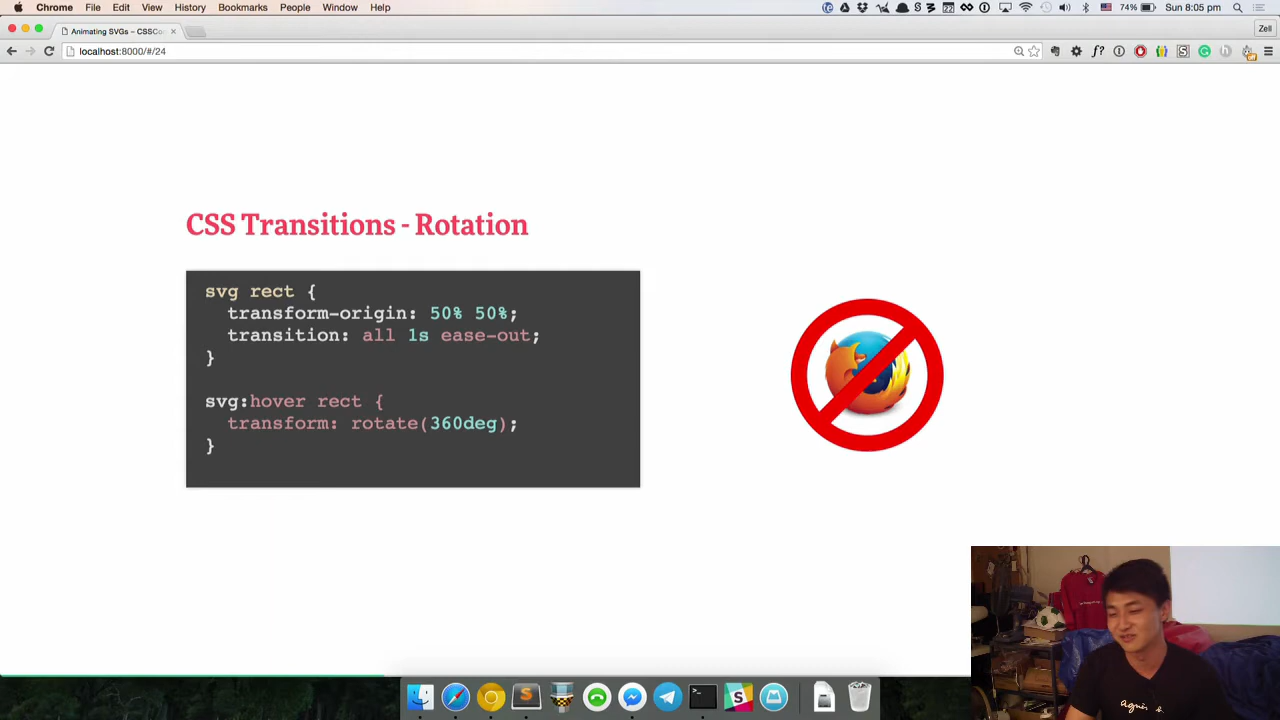 Chrome File Edit View History Bookmarks People Window Help
74% Sun 8:05 pm
Animating SVGs – CSSCo
Zell
localhost:8000/#/24
CSS Transitions - Rotation
svg rect {
transform-origin: 50% 50%;
transition: all 1s ease-out;
}
svg:hover rect {
transform: rotate(360deg);
}
agnès b.